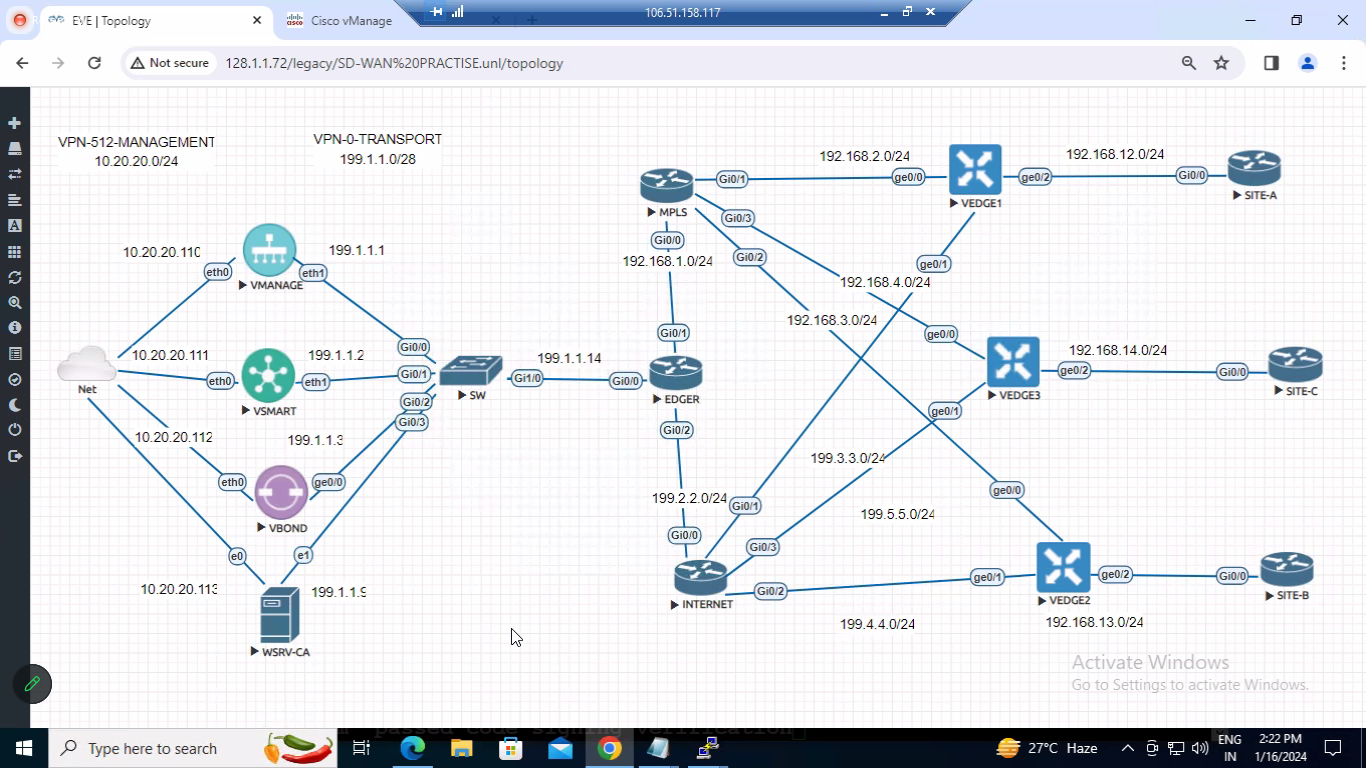 EVE | Topology
Cisco vManage
106.51.158.117
Not secure
128.1.1.72/legacy/SD-WAN%20PRACTISE.unl/topology
VPN-512-MANAGEMENT
10.20.20.0/24
VPN-0-TRANSPORT
199.1.1.0/28
192.168.2.0/24
192.168.12.0/24
Gi0/1
ge0/0
ge0/2
Gi0/0
MPLS
VEDGE1
SITE-A
Gi0/3
Gi0/0
Gi0/2
192.168.1.0/24
ge0/1
192.168.4.0/24
192.168.3.0/24
10.20.20.110
199.1.1.1
eth0
eth1
VMANAGE
Gi0/0
Gi0/1
ge0/0
10.20.20.111
199.1.1.2
199.1.1.14
192.168.14.0/24
Net
eth0
eth1
Gi0/1
Gi1/0
Gi0/0
ge0/2
Gi0/0
VSMART
SW
EDGER
VEDGE3
SITE-C
Gi0/2
Gi0/3
Gi0/2
ge0/1
10.20.20.112
199.1.1.3
199.3.3.0/24
eth0
ge0/0
ge0/0
199.2.2.0/24
Gi0/1
199.5.5.0/24
VBOND
Gi0/0
Gi0/3
e0
e1
10.20.20.113
199.1.1.9
INTERNET
Gi0/2
ge0/1
ge0/2
Gi0/0
VEDGE2
SITE-B
199.4.4.0/24
192.168.13.0/24
WSRV-CA
Activate Windows
Go to Settings to activate Windows.
passed code signing verification
Type here to search
27°C Haze
ENG
IN
2:22 PM
1/16/2024